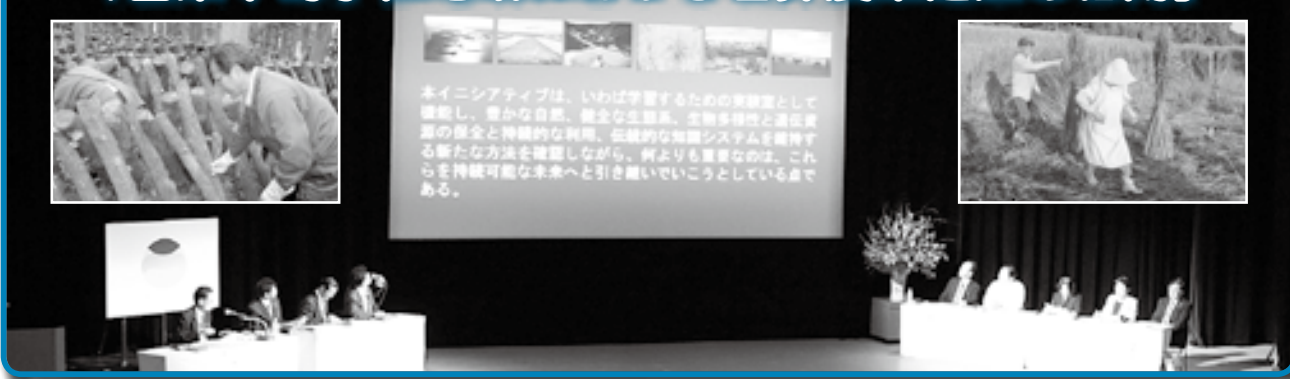 本イニシアティブは、いわば学習するための実験室として
機能し、豊かな自然、健全な生態系、生物多様性と遺伝資
源の保全と持続的な利用、伝統的な知識システムを維持す
る新たな方法を確認しながら、何よりも重要なのは、これ
らを持続可能な未来へと引き継いでいこうとしている点で
ある。